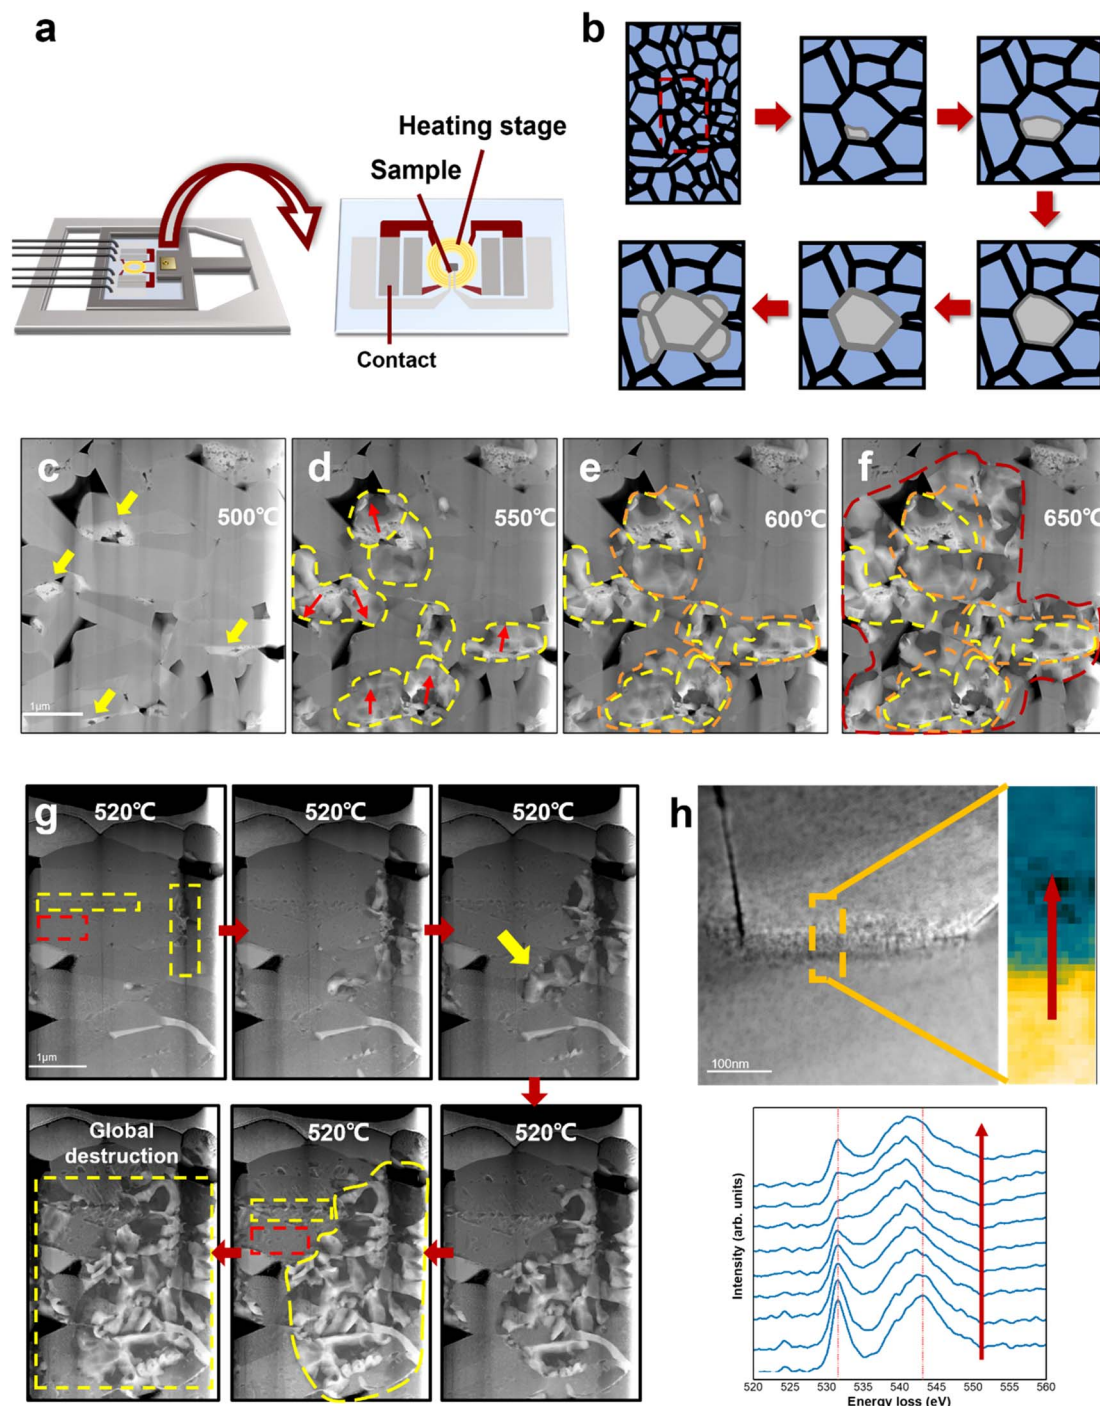 a
Heating stage
Sample
Contact
b
c
500℃
1μm
d
550℃
e
600℃
f
650℃
g
520℃
520℃
520℃
1μm
Global
destruction
520℃
520℃
h
100nm
Intensity (arb. units)
520 525 530 535 540 545 550 555 560
Energy loss (eV)